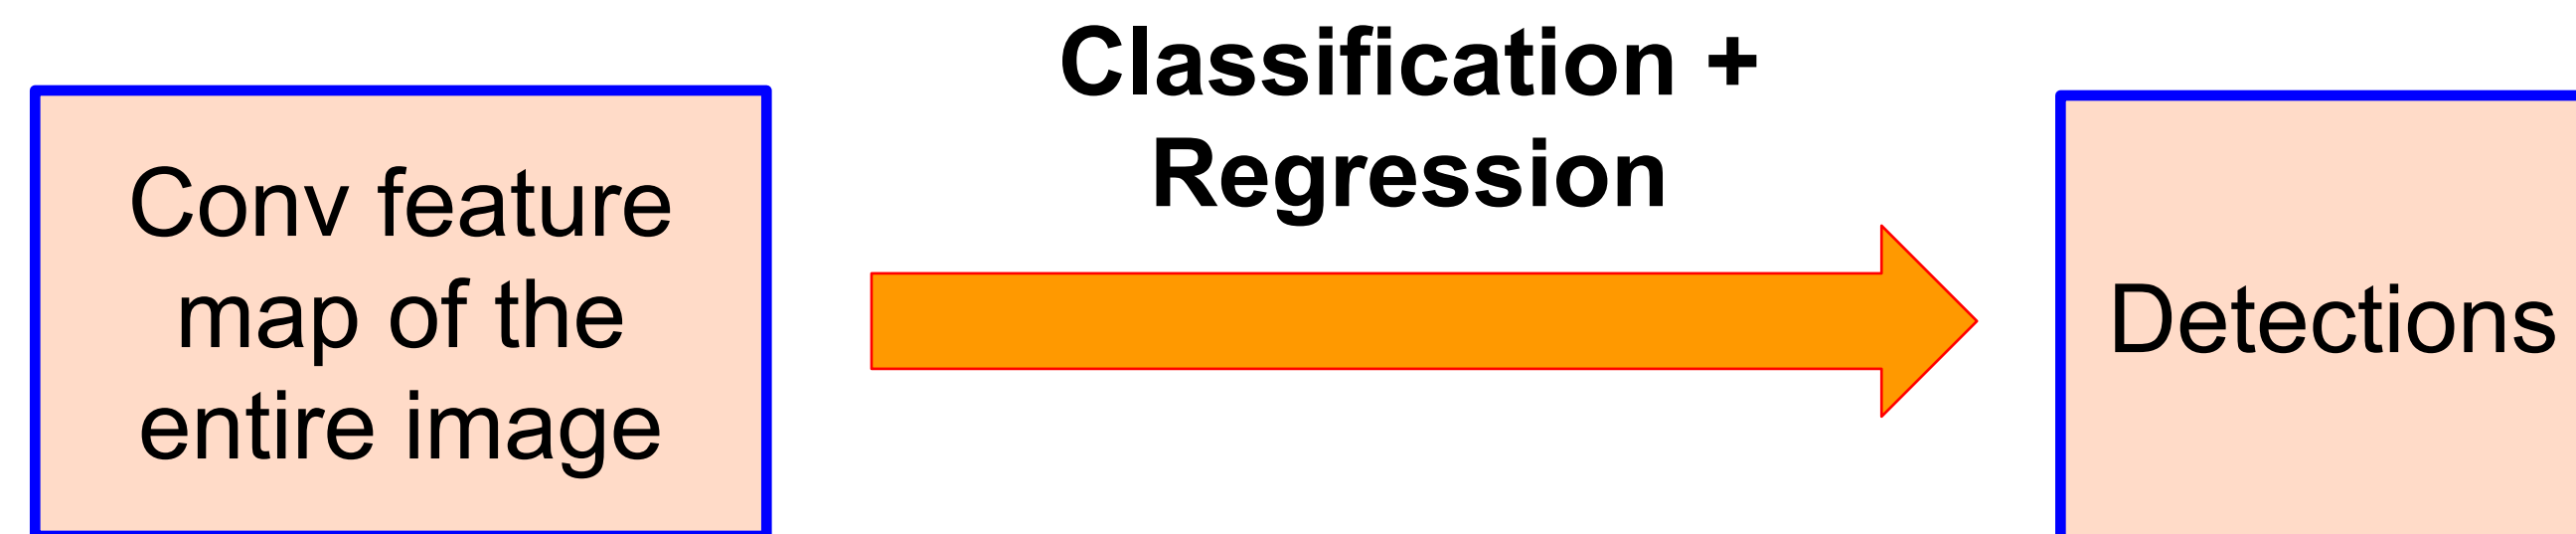 Conv feature
map of the
entire image
Classification +
Regression
Detections